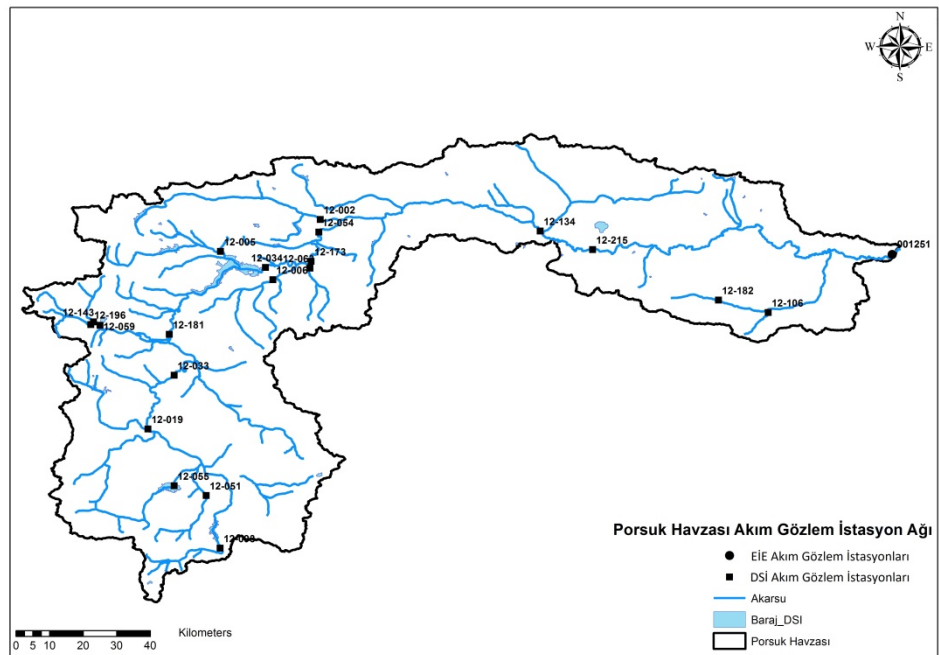 N
W E
S
12-002
12-054
12-134
12-173
12-005
12-215
001251
12-034
12-006
12-182
12-106
12-143
12-196
12-059
12-181
12-033
12-019
12-055
12-051
Porsuk Havzası Akım Gözlem İstasyon Ağı
EİE Akım Gözlem İstasyonları
DSİ Akım Gözlem İstasyonları
Akarsu
Baraj_DSI
Porsuk Havzası
Kilometers
0 5 10 20 30 40